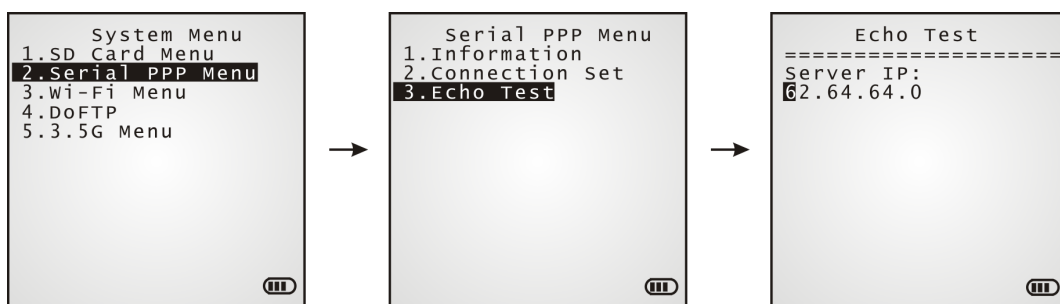 System Menu
1.SD Card Menu
2.Serial PPP Menu
3.Wi-Fi Menu
4.DoFTP
5.3.5G Menu
Serial PPP Menu
1.Information
2.Connection Set
3.Echo Test
Echo Test
====================
Server IP:
62.64.64.0